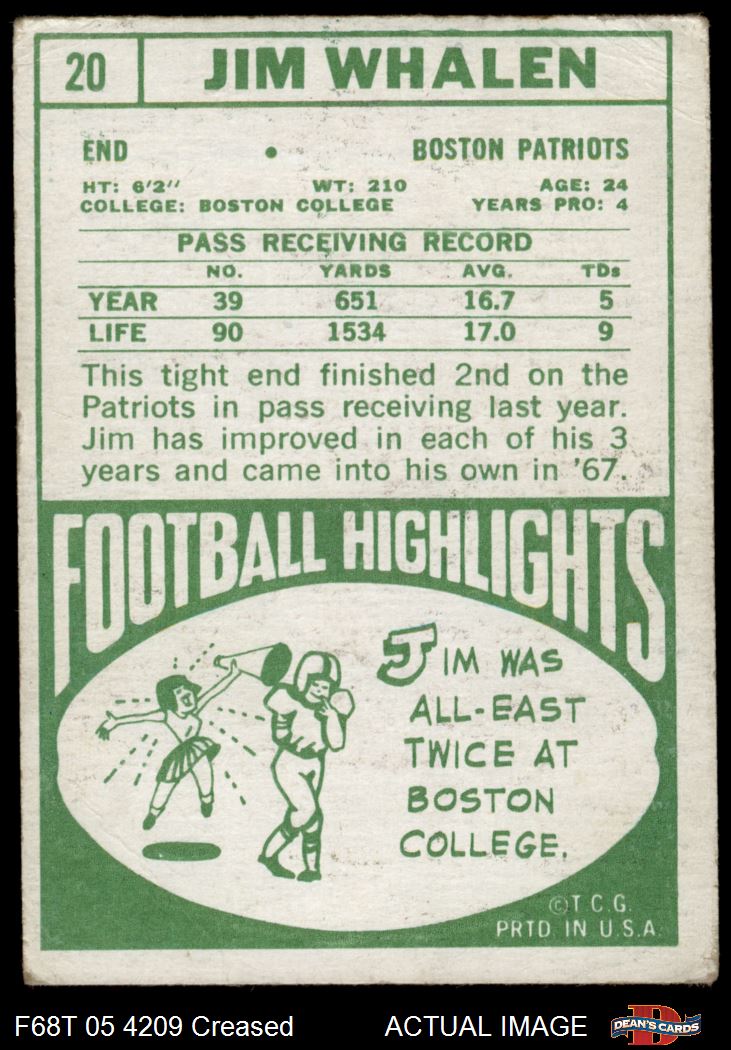 20 JIM WHALEN
END • BOSTON PATRIOTS
HT: 6'2" WT: 210 AGE: 24
COLLEGE: BOSTON COLLEGE YEARS PRO: 4
PASS RECEIVING RECORD
NO. YARDS AVG. TDs
YEAR 39 651 16.7 5
LIFE 90 1534 17.0 9
This tight end finished 2nd on the
Patriots in pass receiving last year.
Jim has improved in each of his 3
years and came into his own in '67.
FOOTBALL HIGHLIGHTS
JIM WAS
ALL-EAST
TWICE AT
BOSTON
COLLEGE.
© T.C.G.
PRTD IN U.S.A.
F68T 05 4209 Creased ACTUAL IMAGE D DEAN'S CARDS